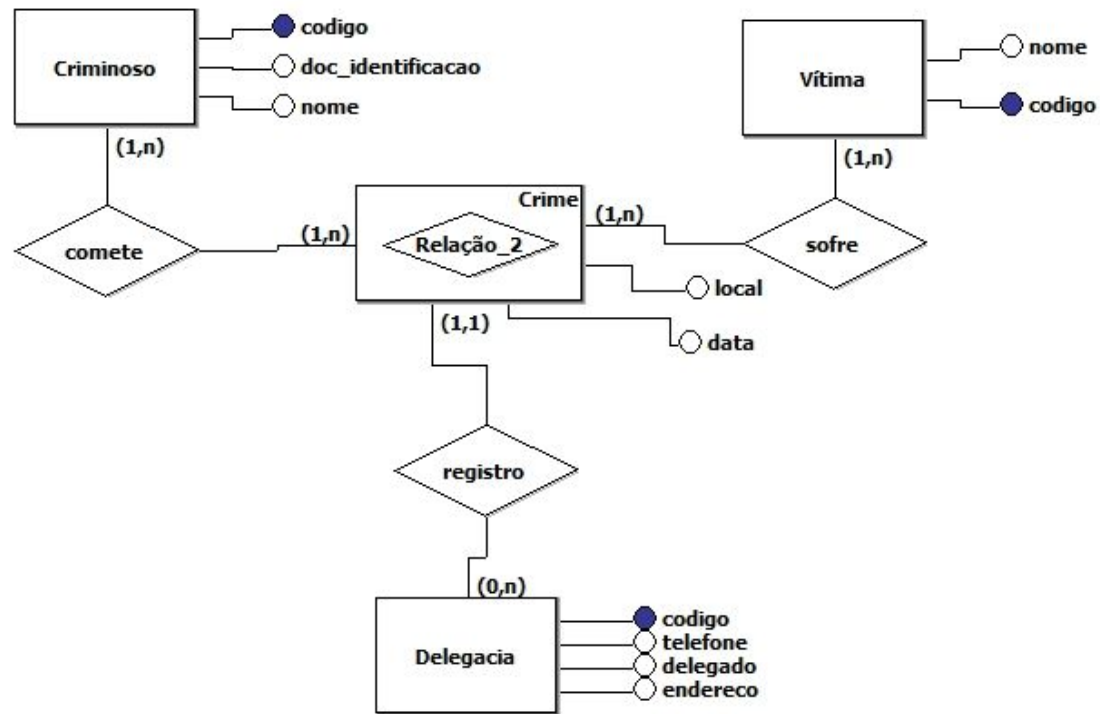 codigo
Criminoso
doc_identificacao
nome
(1,n)
nome
Vítima
codigo
(1,n)
comete
(1,n)
Crime
Relação_2
(1,n)
sofre
local
(1,1)
data
registro
(0,n)
Delegacia
codigo
telefone
delegado
endereco